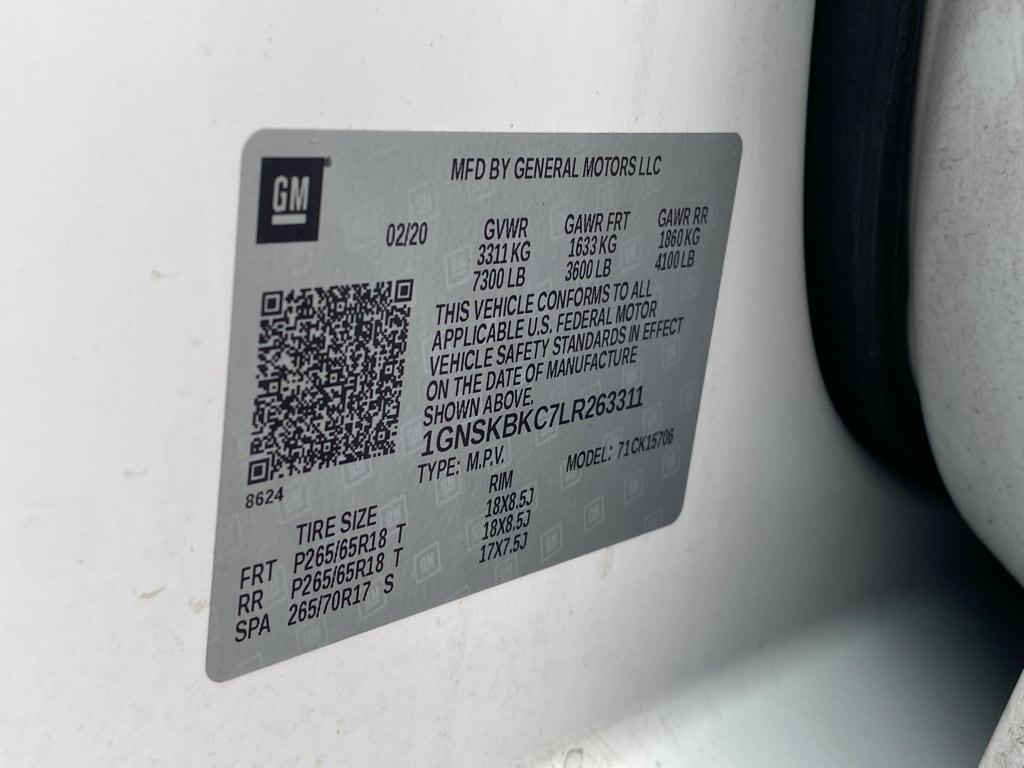 GM
MFD BY GENERAL MOTORS LLC
02/20
GVWR GAWR FRT GAWR RR
3311 KG 1633 KG 1860 KG
7300 LB 3600 LB 4100 LB
THIS VEHICLE CONFORMS TO ALL
APPLICABLE U.S. FEDERAL MOTOR
VEHICLE SAFETY STANDARDS IN EFFECT
ON THE DATE OF MANUFACTURE
SHOWN ABOVE.
1GNSKBKC7LR263311
TYPE: M.P.V. MODEL: 71CK15706
8624
TIRE SIZE RIM
FRT P265/65R18 T 18X8.5J
RR P265/65R18 T 18X8.5J
SPA 265/70R17 S 17X7.5J